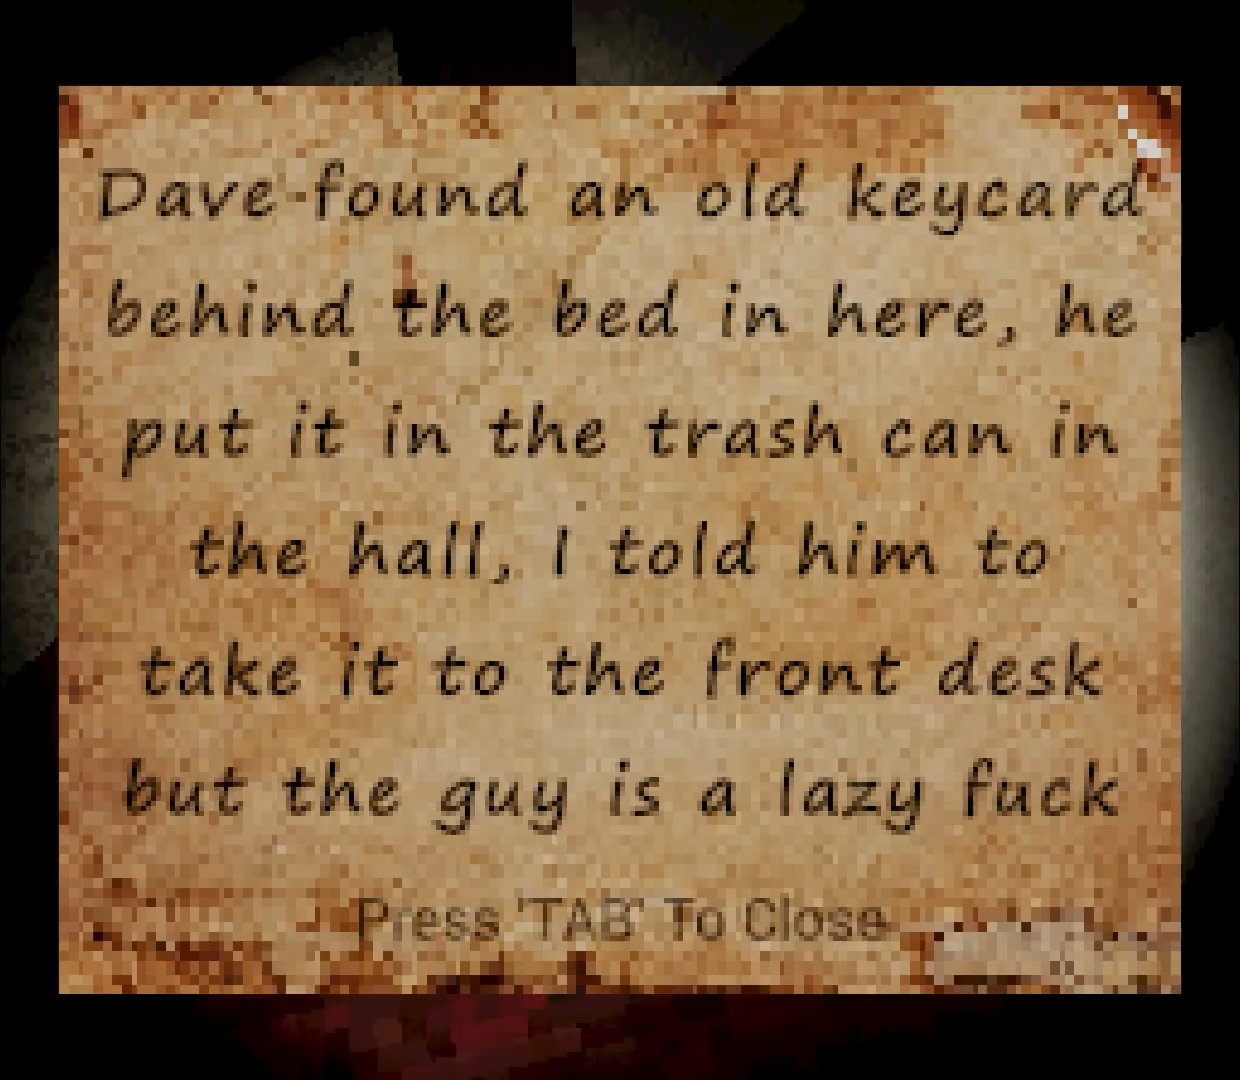 Dave found an old keycard
behind the bed in here, he
put it in the trash can in
the hall, I told him to
take it to the front desk
but the guy is a lazy fuck
Press 'TAB' To Close